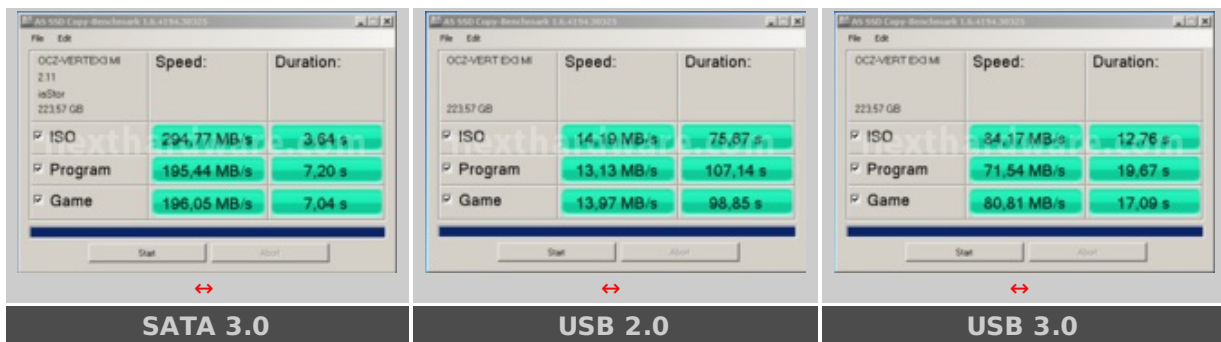 AS SSD Copy-Benchmark 1.6.4194.30325
File Edit
OCZ-VERTEX3 MI
2.11
iaStor
223,57 GB
Speed: Duration:
ISO 294,77 MB/s 3,64 s
Program 195,44 MB/s 7,20 s
Game 196,05 MB/s 7,04 s
Start Abort
SATA 3.0
AS SSD Copy-Benchmark 1.6.4194.30325
File Edit
OCZ-VERT EX3 MI
223,57 GB
Speed: Duration:
ISO 14,19 MB/s 75,67 s
Program 13,13 MB/s 107,14 s
Game 13,97 MB/s 98,85 s
Start Abort
USB 2.0
AS SSD Copy-Benchmark 1.6.4194.30325
File Edit
OCZ-VERT EX3 MI
223,57 GB
Speed: Duration:
ISO 84,17 MB/s 12,76 s
Program 71,54 MB/s 19,67 s
Game 80,81 MB/s 17,09 s
Start Abort
USB 3.0